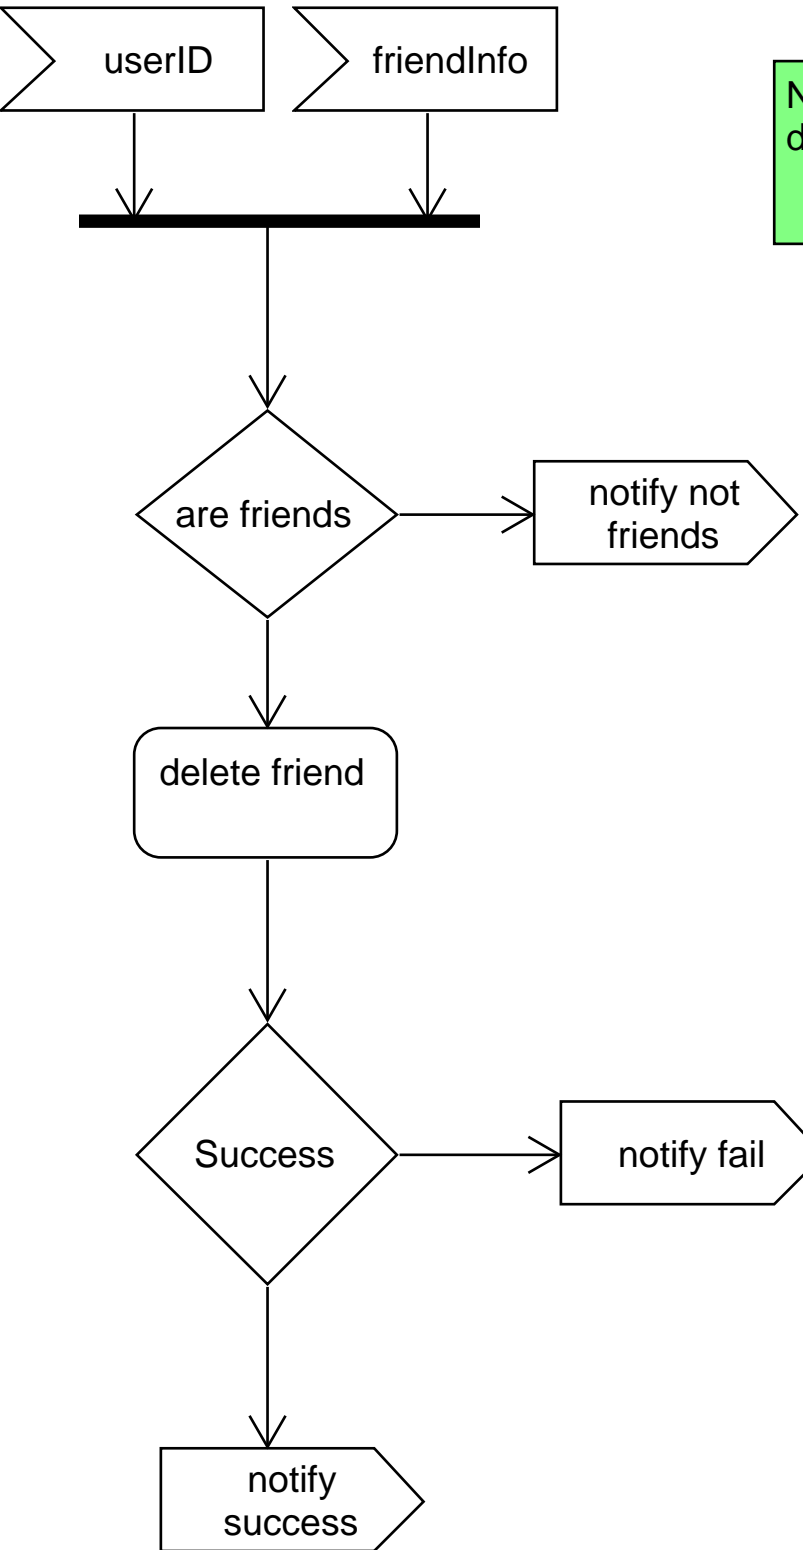 userID
friendInfo
are friends
notify not
friends
delete friend
Success
notify fail
notify
success